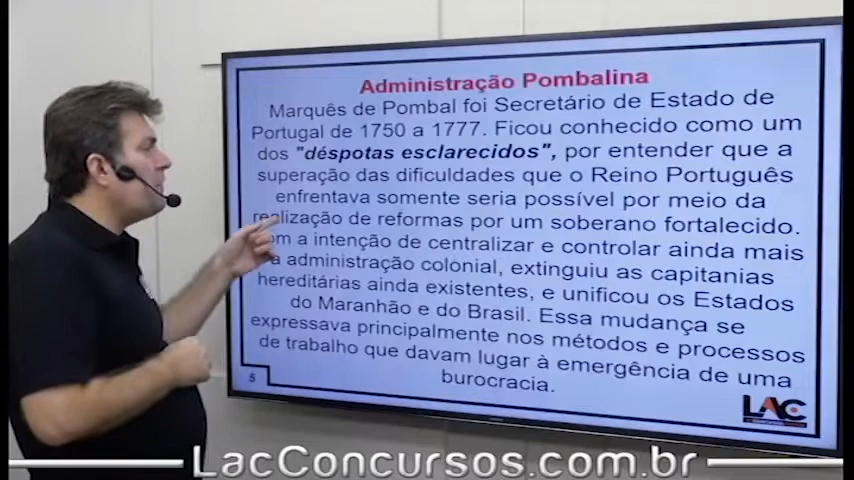 Administração Pombalina
Marquês de Pombal foi Secretário de Estado de
Portugal de 1750 a 1777. Ficou conhecido como um
dos "déspotas esclarecidos", por entender que a
superação das dificuldades que o Reino Português
enfrentava somente seria possível por meio da
realização de reformas por um soberano fortalecido.
a intenção de centralizar e controlar ainda mais
a administração colonial, extinguiu as capitanias
hereditárias ainda existentes, e unificou os Estados
do Maranhão e do Brasil. Essa mudança se
expressava principalmente nos métodos e processos
de trabalho que davam lugar à emergência de uma
burocracia.
5
LAC
LacConcursos.com.br